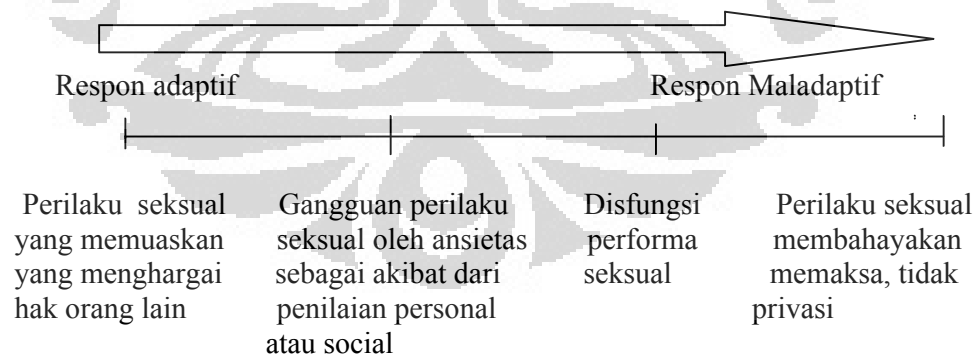 Respon adaptif Respon Maladaptif
Perilaku seksual yang memuaskan yang menghargai hak orang lain
Gangguan perilaku seksual oleh ansietas sebagai akibat dari penilaian personal atau social
Disfungsi performa seksual
Perilaku seksual membahayakan memaksa, tidak privasi